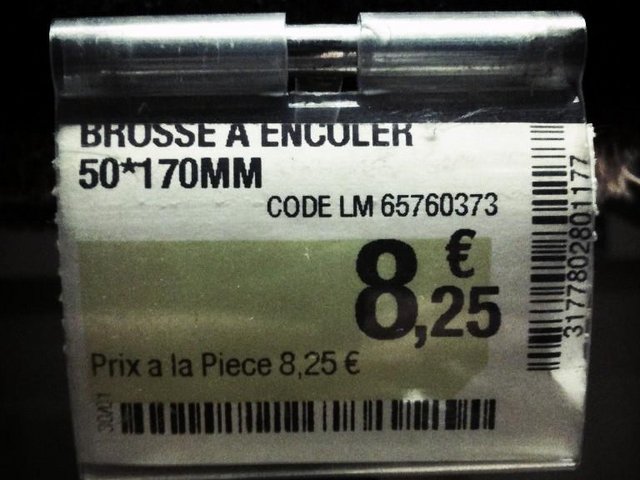 BROSSE A ENCOLER
50*170MM
CODE LM 65760373
8,25 €
Prix a la Piece 8,25 €
3177802801177